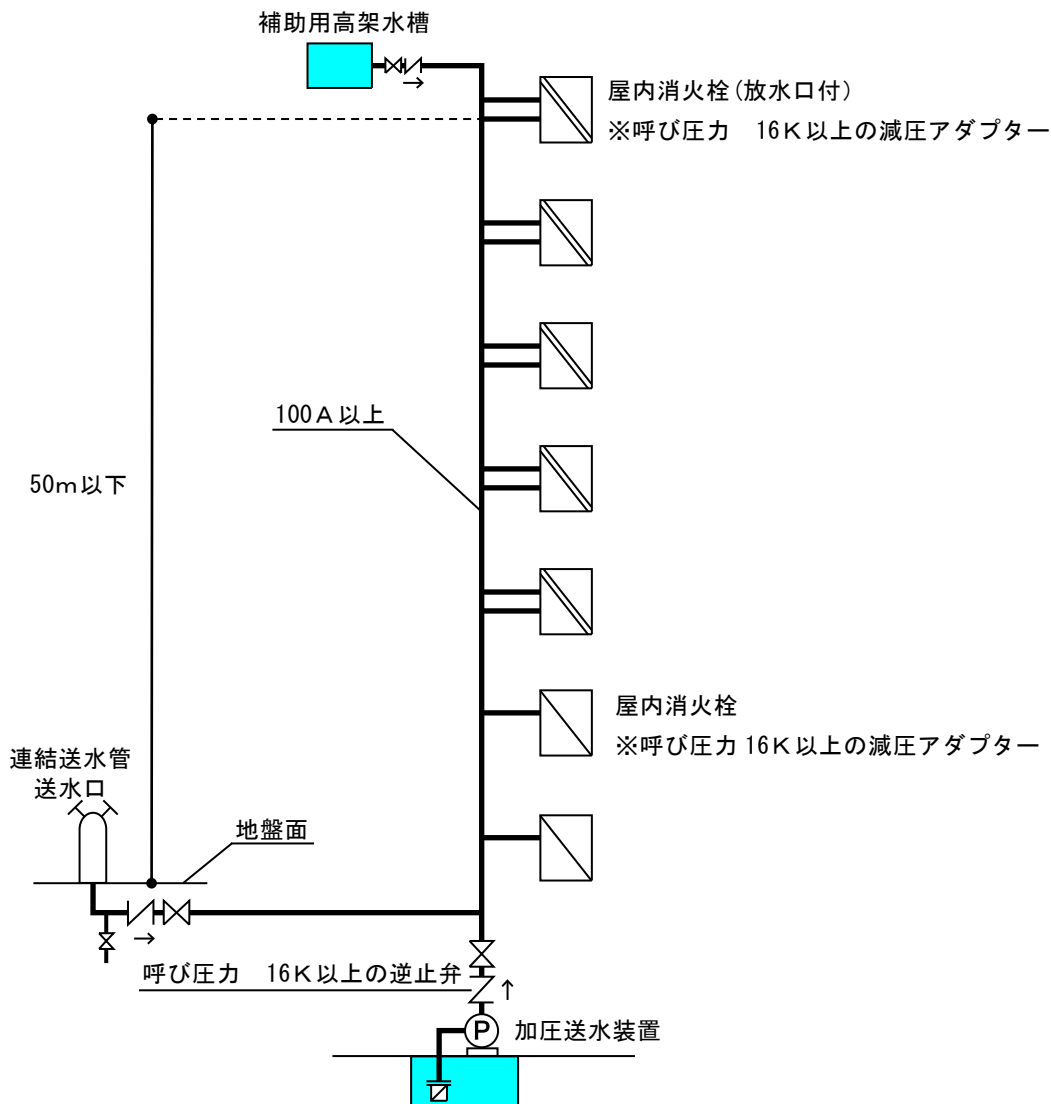 補助用高架水槽
屋内消火栓(放水口付)
※呼び圧力　16K以上の減圧アダプター
100A以上
50m以下
屋内消火栓
※呼び圧力16K以上の減圧アダプター
連結送水管
送水口
地盤面
呼び圧力　16K以上の逆止弁
P
加圧送水装置